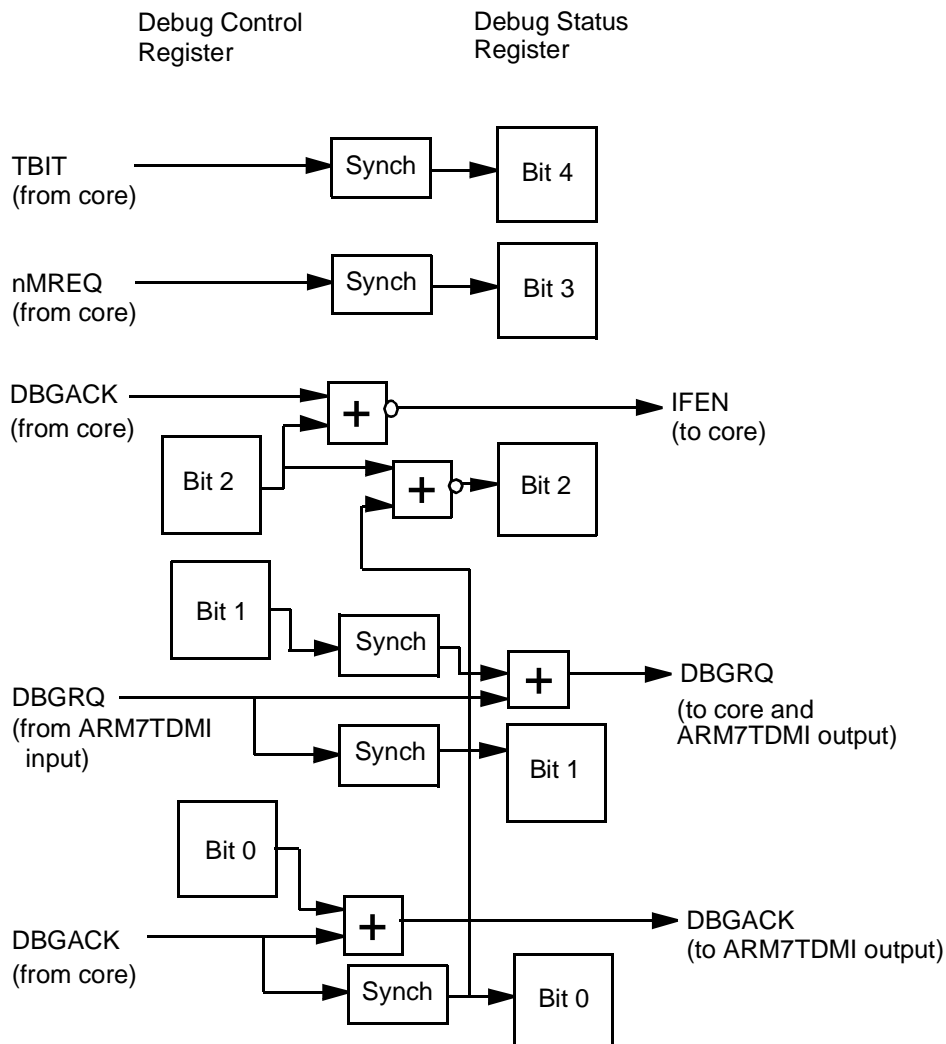 Debug Control
Register
Debug Status
Register
TBIT
(from core)
Synch
Bit 4
nMREQ
(from core)
Synch
Bit 3
DBGACK
(from core)
+
IFEN
(to core)
Bit 2
+
Bit 2
Bit 1
Synch
+
DBGRQ
(to core and
ARM7TDMI output)
DBGRQ
(from ARM7TDMI
input)
Synch
Bit 1
Bit 0
+
DBGACK
(to ARM7TDMI output)
DBGACK
(from core)
Synch
Bit 0